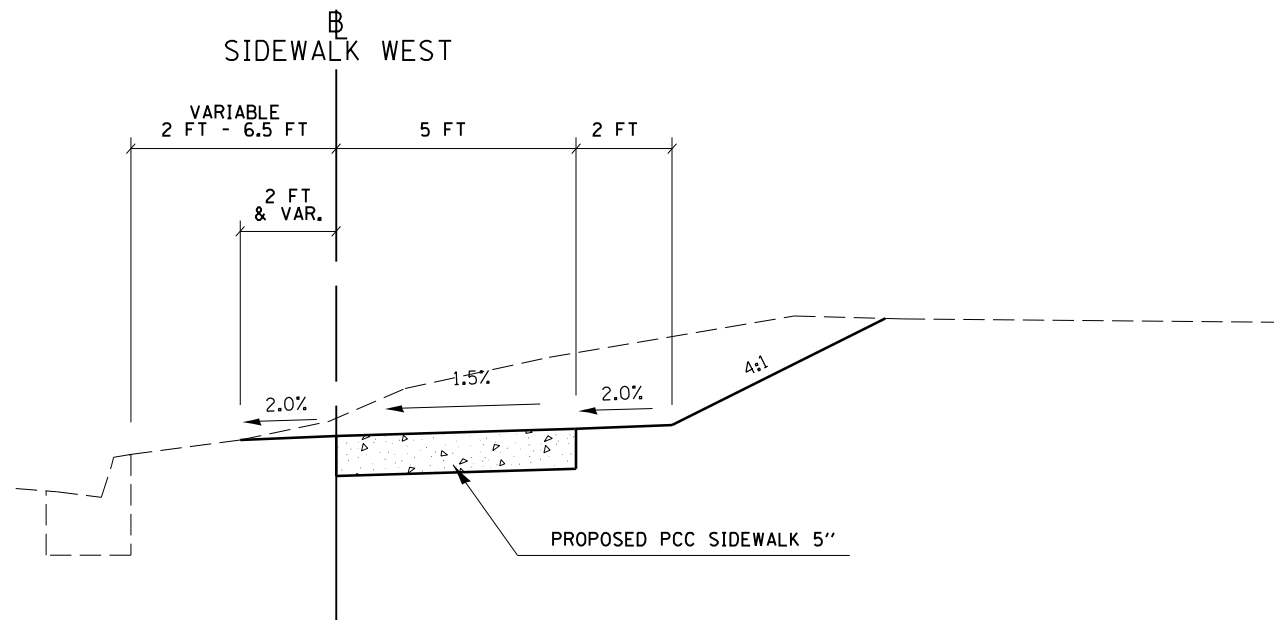 BL
SIDEWALK WEST
VARIABLE
2 FT - 6.5 FT
5 FT
2 FT
2 FT
& VAR.
2.0%
1.5%
2.0%
4:1
PROPOSED PCC SIDEWALK 5"